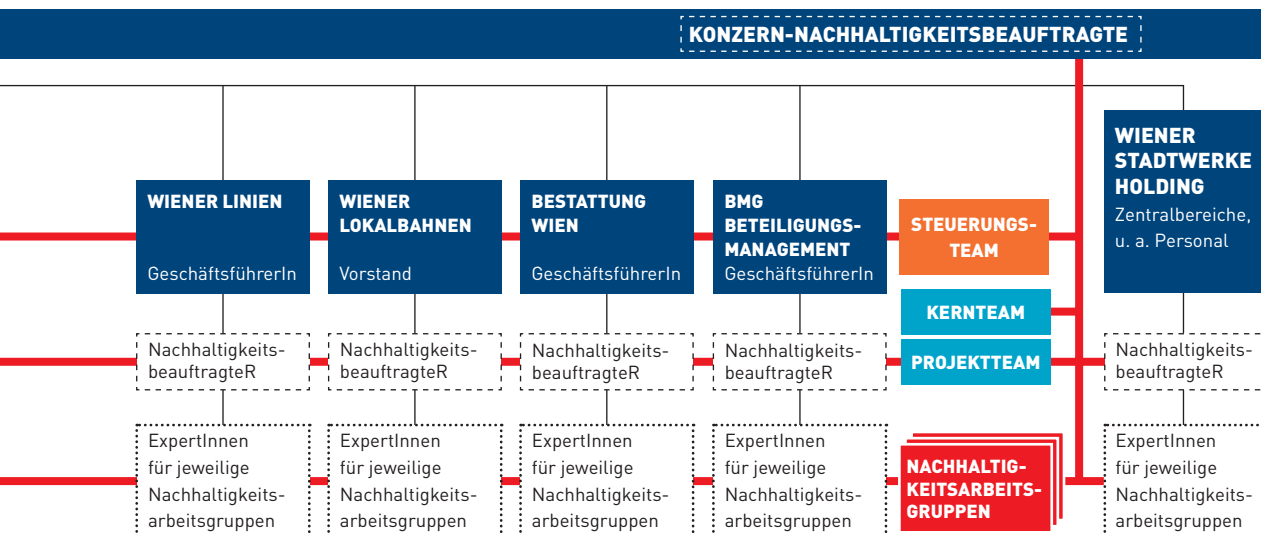 KONZERN-NACHHALTIGKEITSBEAUFTRAGTE
WIENER LINIEN
GeschäftsführerIn
WIENER
LOKALBAHNEN
Vorstand
BESTATTUNG
WIEN
GeschäftsführerIn
BMG
BETEILIGUNGS-
MANAGEMENT
GeschäftsführerIn
STEUERUNGS-
TEAM
WIENER
STADTWERKE
HOLDING
Zentralbereiche,
u. a. Personal
KERNTEAM
Nachhaltigkeits-
beauftragteR
Nachhaltigkeits-
beauftragteR
Nachhaltigkeits-
beauftragteR
Nachhaltigkeits-
beauftragteR
PROJEKTTEAM
Nachhaltigkeits-
beauftragteR
ExpertInnen
für jeweilige
Nachhaltigkeits-
arbeitsgruppen
ExpertInnen
für jeweilige
Nachhaltigkeits-
arbeitsgruppen
ExpertInnen
für jeweilige
Nachhaltigkeits-
arbeitsgruppen
ExpertInnen
für jeweilige
Nachhaltigkeits-
arbeitsgruppen
NACHHALTIG-
KEITSARBEITS-
GRUPPEN
ExpertInnen
für jeweilige
Nachhaltigkeits-
arbeitsgruppen